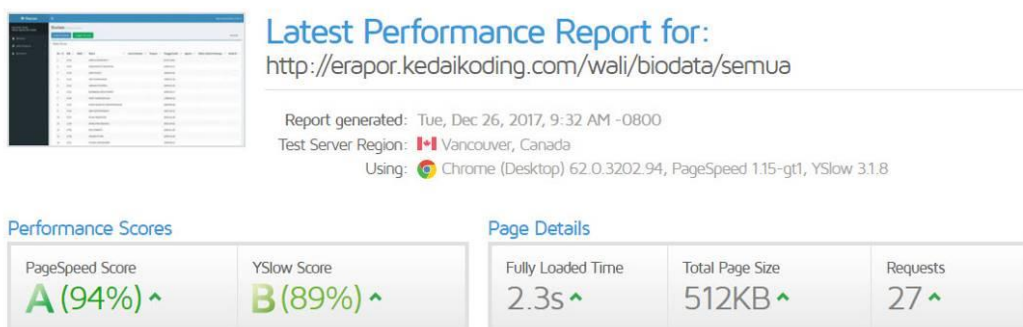 Latest Performance Report for:
http://erapor.kedaikoding.com/wali/biodata/semua
Report generated: Tue, Dec 26, 2017, 9:32 AM -0800
Test Server Region: Vancouver, Canada
Using: Chrome (Desktop) 62.0.3202.94, PageSpeed 1.15-gt1, YSlow 3.1.8
Performance Scores
Page Details
PageSpeed Score
YSlow Score
Fully Loaded Time
Total Page Size
Requests
A (94%)
B (89%)
2.3s
512KB
27